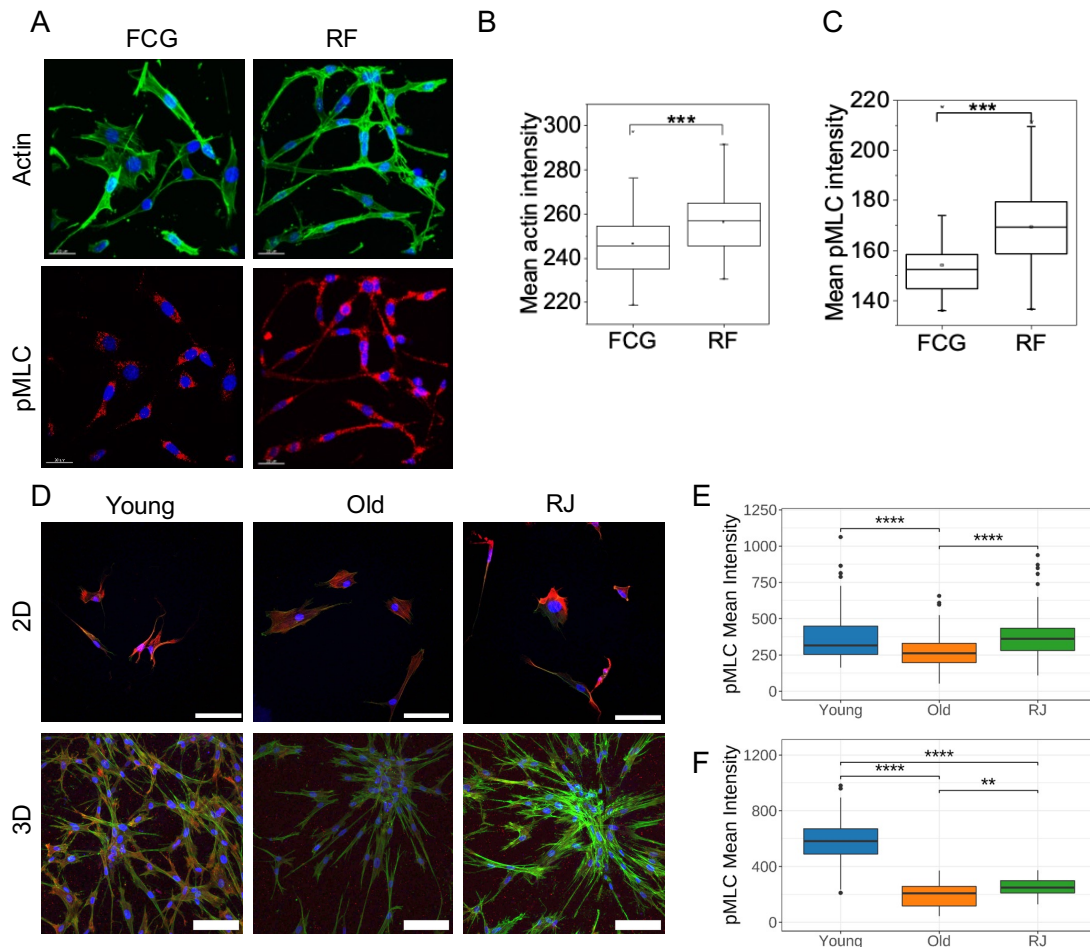 A
FCG
RF
Actin
pMLC
B
Mean actin intensity
300
280
260
240
220
***
FCG
RF
C
Mean pMLC intensity
220
200
180
160
140
***
FCG
RF
D
Young
Old
RJ
2D
3D
E
pMLC Mean Intensity
1250
1000
750
500
250
0
****
****
Young
Old
RJ
F
pMLC Mean Intensity
1200
800
400
0
****
****
**
Young
Old
RJ